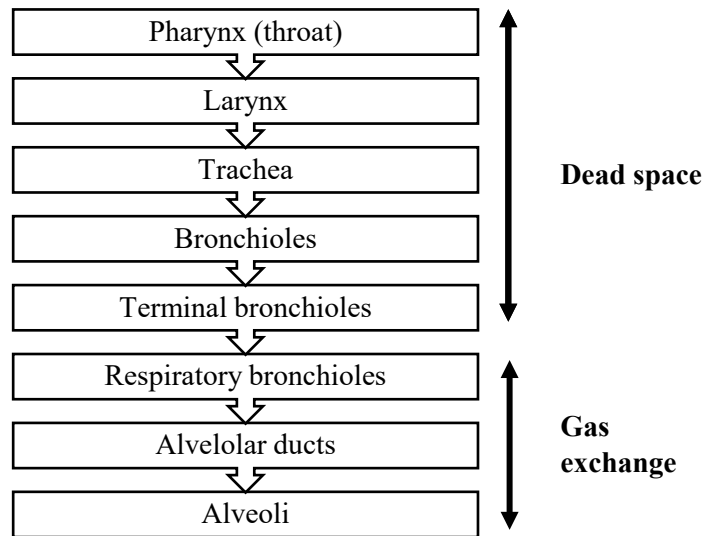 Pharynx (throat)
Larynx
Trachea
Dead space
Bronchioles
Terminal bronchioles
Respiratory bronchioles
Alvelolar ducts
Gas
exchange
Alveoli